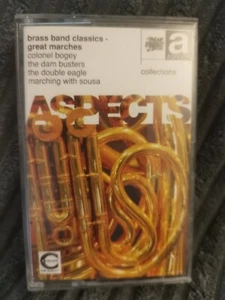 brass band classics -
great marches
colonel bogey
the dam busters
the double eagle
marching with sousa
a
collections
ASPECTS